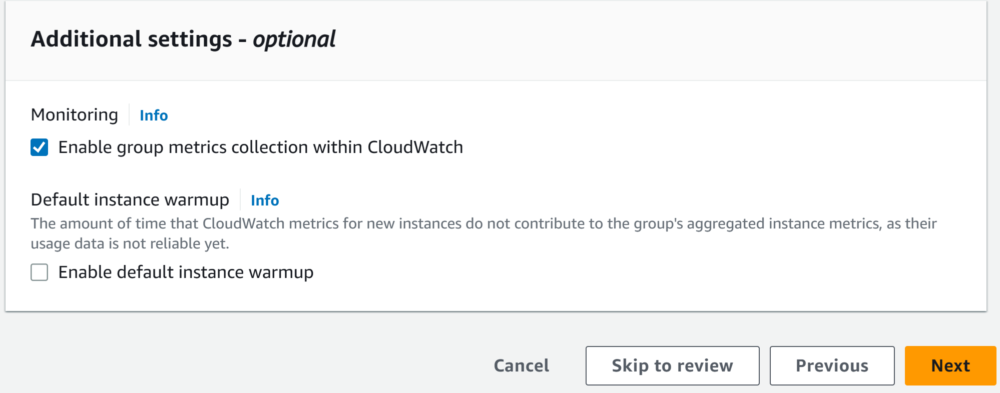 Additional settings - optional
Monitoring Info
Enable group metrics collection within CloudWatch
Default instance warmup Info
The amount of time that CloudWatch metrics for new instances do not contribute to the group's aggregated instance metrics, as their
usage data is not reliable yet.
Enable default instance warmup
Cancel Skip to review Previous Next